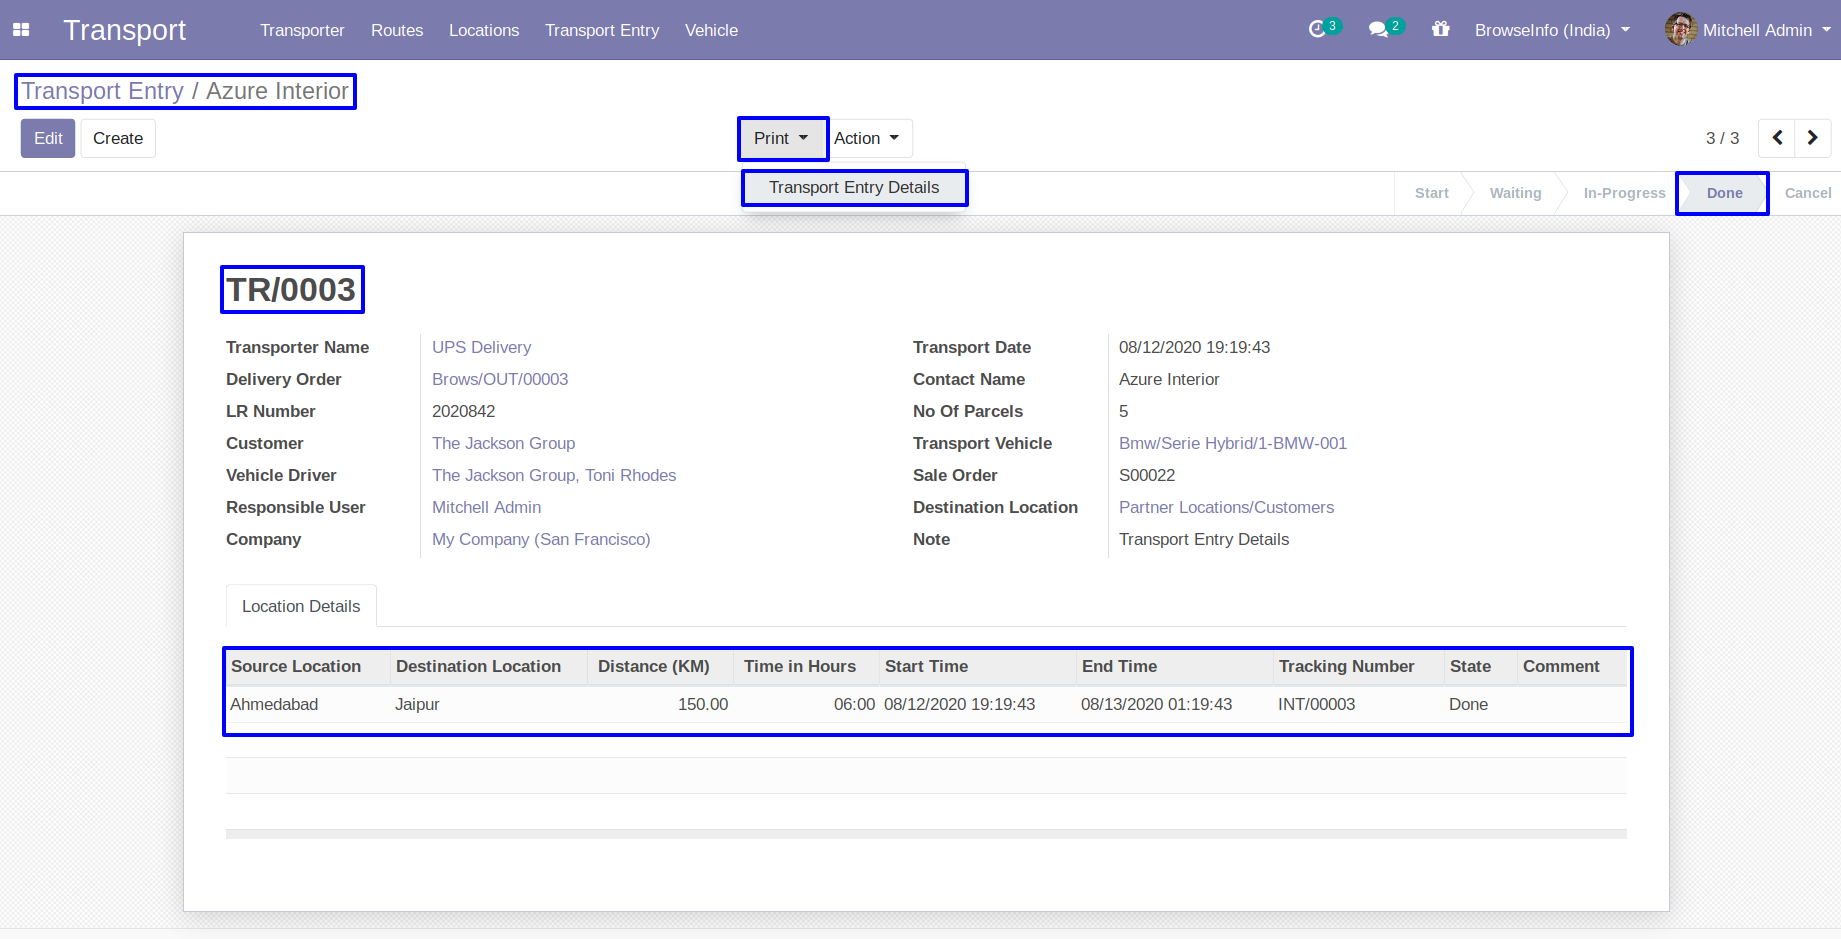 Transport Transporter Routes Locations Transport Entry Vehicle 3 2 BrowseInfo (India) Mitchell Admin
Transport Entry / Azure Interior
Edit Create Print Action 3 / 3
Transport Entry Details Start Waiting In-Progress Done Cancel
TR/0003
Transporter Name UPS Delivery Transport Date 08/12/2020 19:19:43
Delivery Order Brows/OUT/00003 Contact Name Azure Interior
LR Number 2020842 No Of Parcels 5
Customer The Jackson Group Transport Vehicle Bmw/Serie Hybrid/1-BMW-001
Vehicle Driver The Jackson Group, Toni Rhodes Sale Order S00022
Responsible User Mitchell Admin Destination Location Partner Locations/Customers
Company My Company (San Francisco) Note Transport Entry Details
Location Details
Source Location Destination Location Distance (KM) Time in Hours Start Time End Time Tracking Number State Comment
Ahmedabad Jaipur 150.00 06:00 08/12/2020 19:19:43 08/13/2020 01:19:43 INT/00003 Done